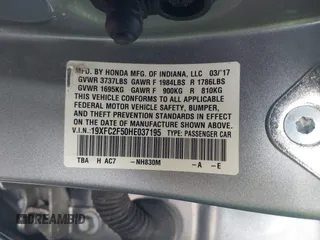 MFD. BY HONDA MFG. OF INDIANA, LLC 03/'17
GVWR 3737LBS GAWR F 1984LBS R 1786LBS
GVWR 1695KG GAWR F 900KG R 810KG
THIS VEHICLE CONFORMS TO ALL APPLICABLE
FEDERAL MOTOR VEHICLE SAFETY, BUMPER,
AND THEFT PREVENTION STANDARDS IN
EFFECT ON THE DATE OF MANUFACTURE
SHOWN ABOVE.
V.I.N.:19XFC2F50HE037195 TYPE: PASSENGER CAR
TBA H AC7 -NH830M -A -E
DREAMBID